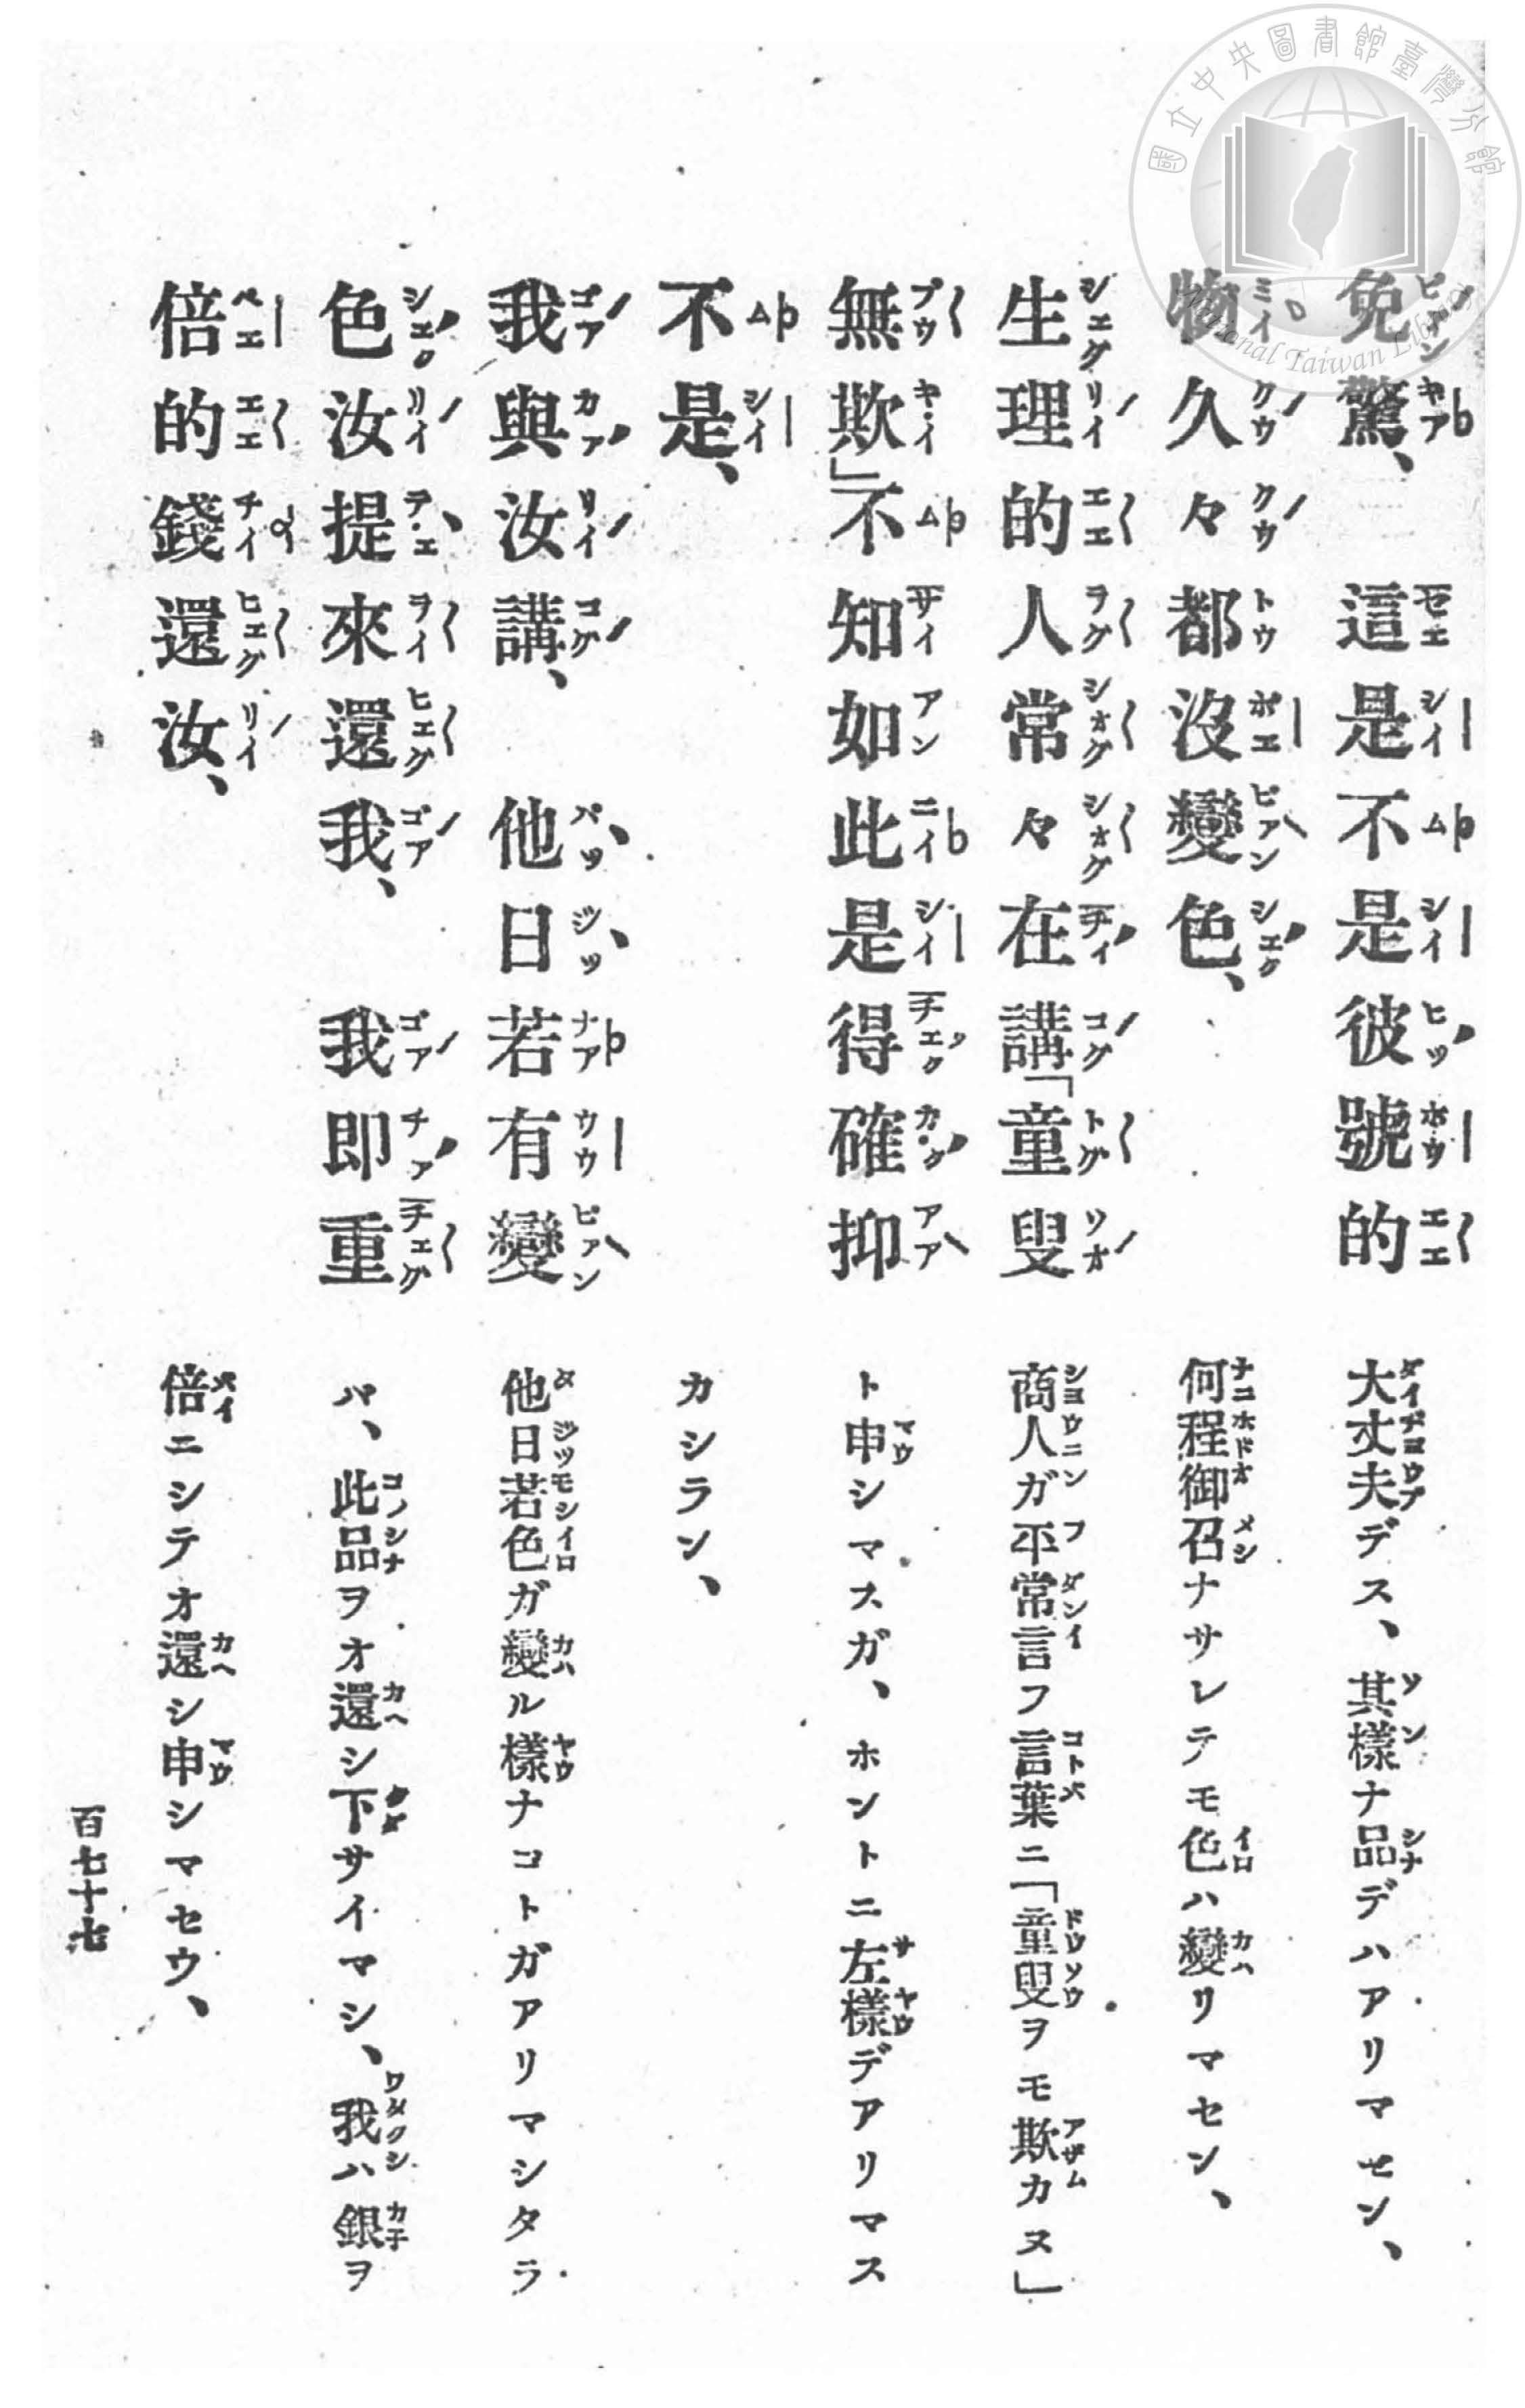 免驚、這是不是彼號的
物久々都沒變色、
生理的人常々在講「童叟
無欺」不知如此是得確抑
不是、
我與汝講、他日若有變
色汝提來還我、我即重
倍的錢還汝、
大丈夫デス、其樣ナ品デハアリマセン、
何程御召ナサレテモ色ハ變リマセン、
商人ガ平常言フ言葉ニ「童叟ヲモ欺カヌ」
ト申シマスガ、ホントニ左樣デアリマス
カシラン、
他日若色ガ變ル樣ナコトガアリマシタラ
バ、此品ヲオ還シ下サイマシ、我ハ銀ヲ
倍ニシテオ還シ申シマセウ、
百七十七
國立中央圖書館臺灣分館
National Taiwan Library